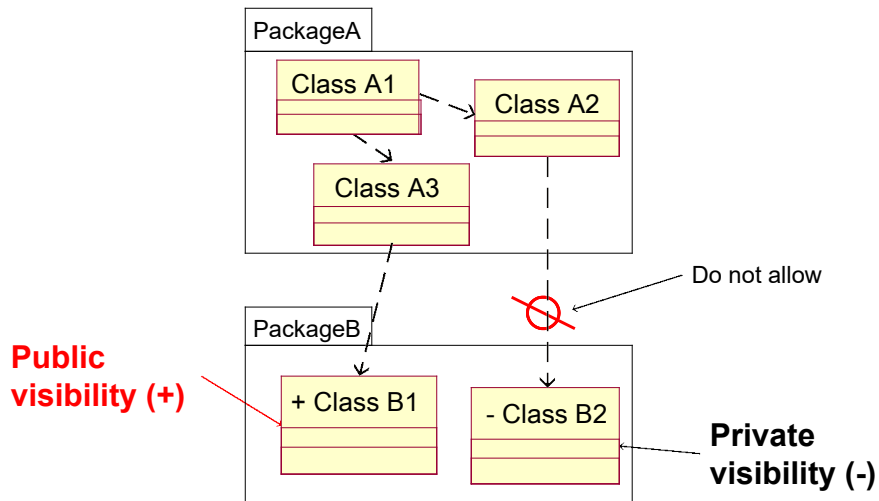 PackageA
Class A1
Class A2
Class A3
Do not allow
PackageB
Public
visibility (+)
+ Class B1
- Class B2
Private
visibility (-)